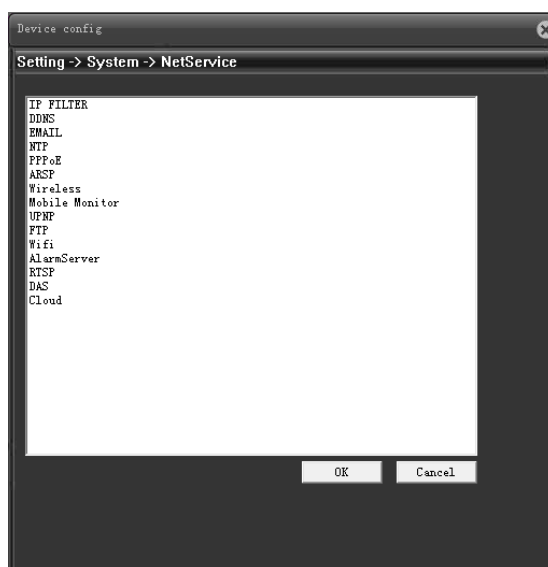 Device config
Setting -> System -> NetService
IP FILTER
DDNS
EMAIL
NTP
PPPoE
ARSP
Wireless
Mobile Monitor
UPNP
FTP
Wifi
AlarmServer
RTSP
DAS
Cloud
OK Cancel